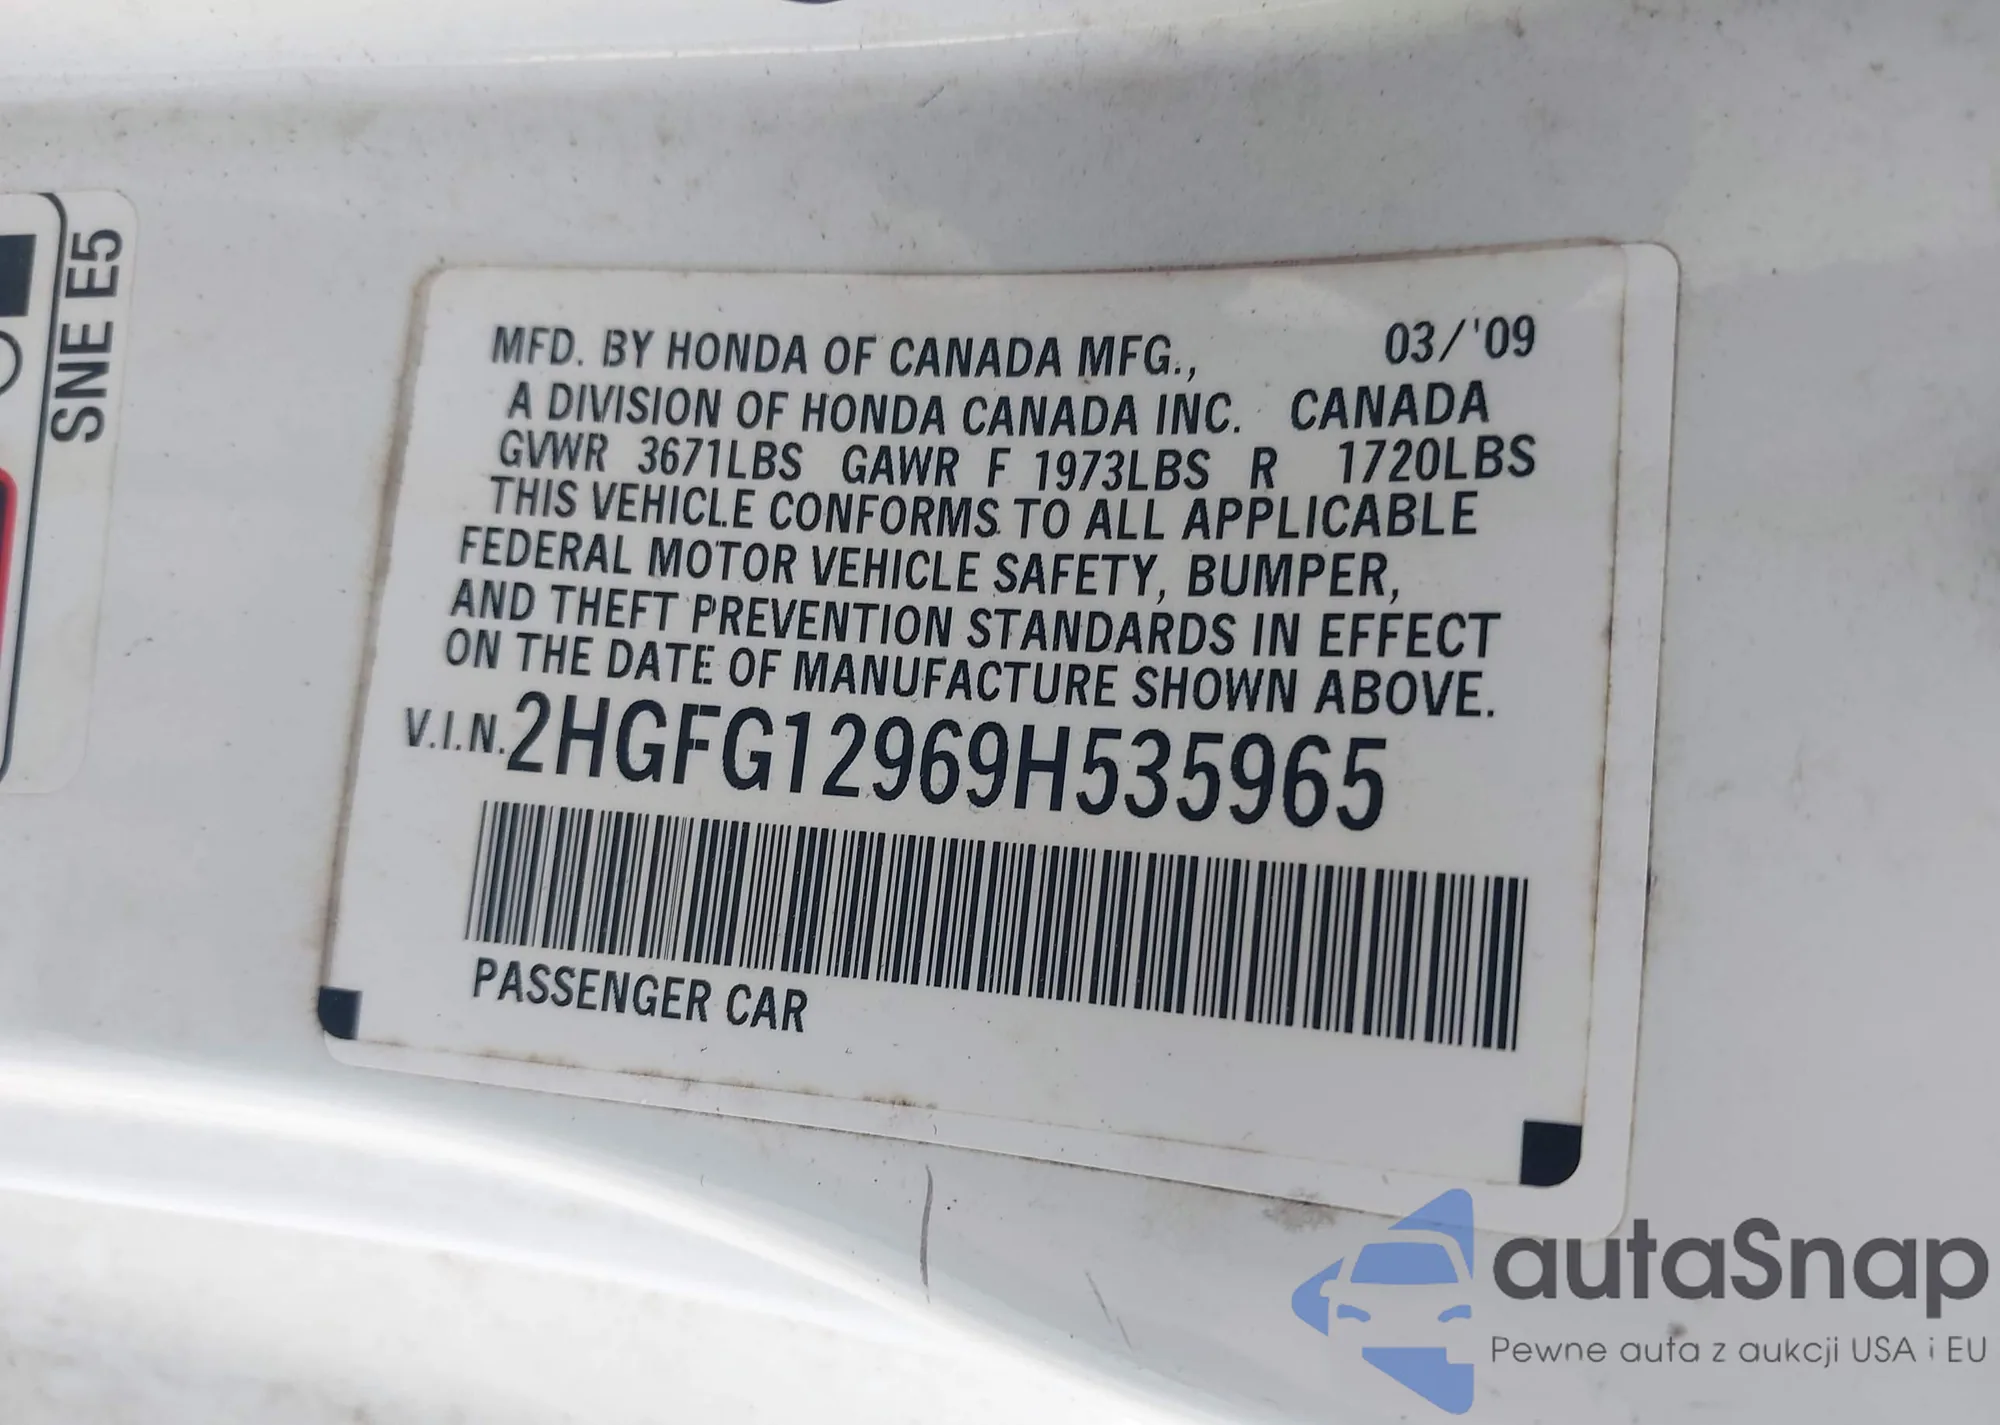 SNE E5
MFD. BY HONDA OF CANADA MFG., 03/'09
A DIVISION OF HONDA CANADA INC. CANADA
GVWR 3671LBS GAWR F 1973LBS R 1720LBS
THIS VEHICLE CONFORMS TO ALL APPLICABLE
FEDERAL MOTOR VEHICLE SAFETY, BUMPER,
AND THEFT PREVENTION STANDARDS IN EFFECT
ON THE DATE OF MANUFACTURE SHOWN ABOVE.
V.I.N. 2HGFG12969H535965
PASSENGER CAR
autaSnap
Pewne auta z aukcji USA i EU